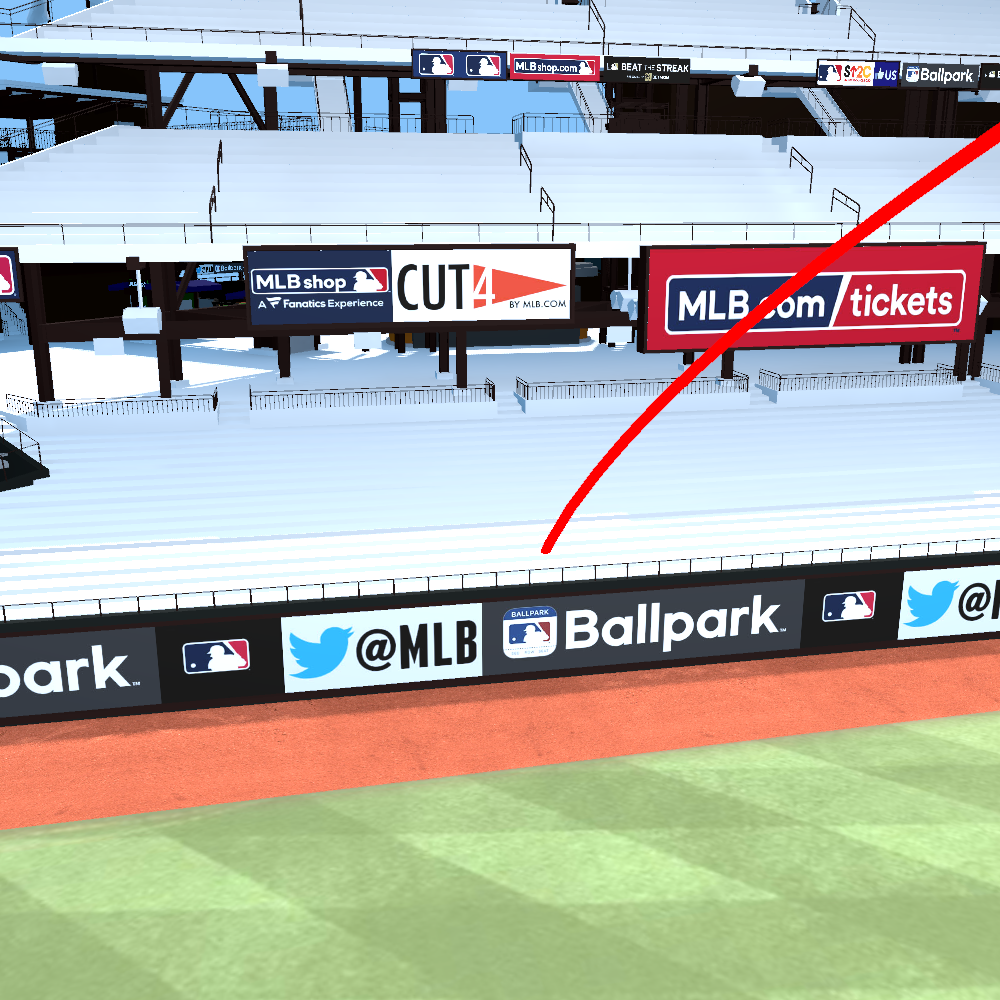 MLBshop.com
BEAT THE STREAK
US
Ballpark
MLB shop
A Fanatics Experience
CUT4
BY MLB.COM
MLB.com/tickets
@MLB
BALLPARK
Ballpark